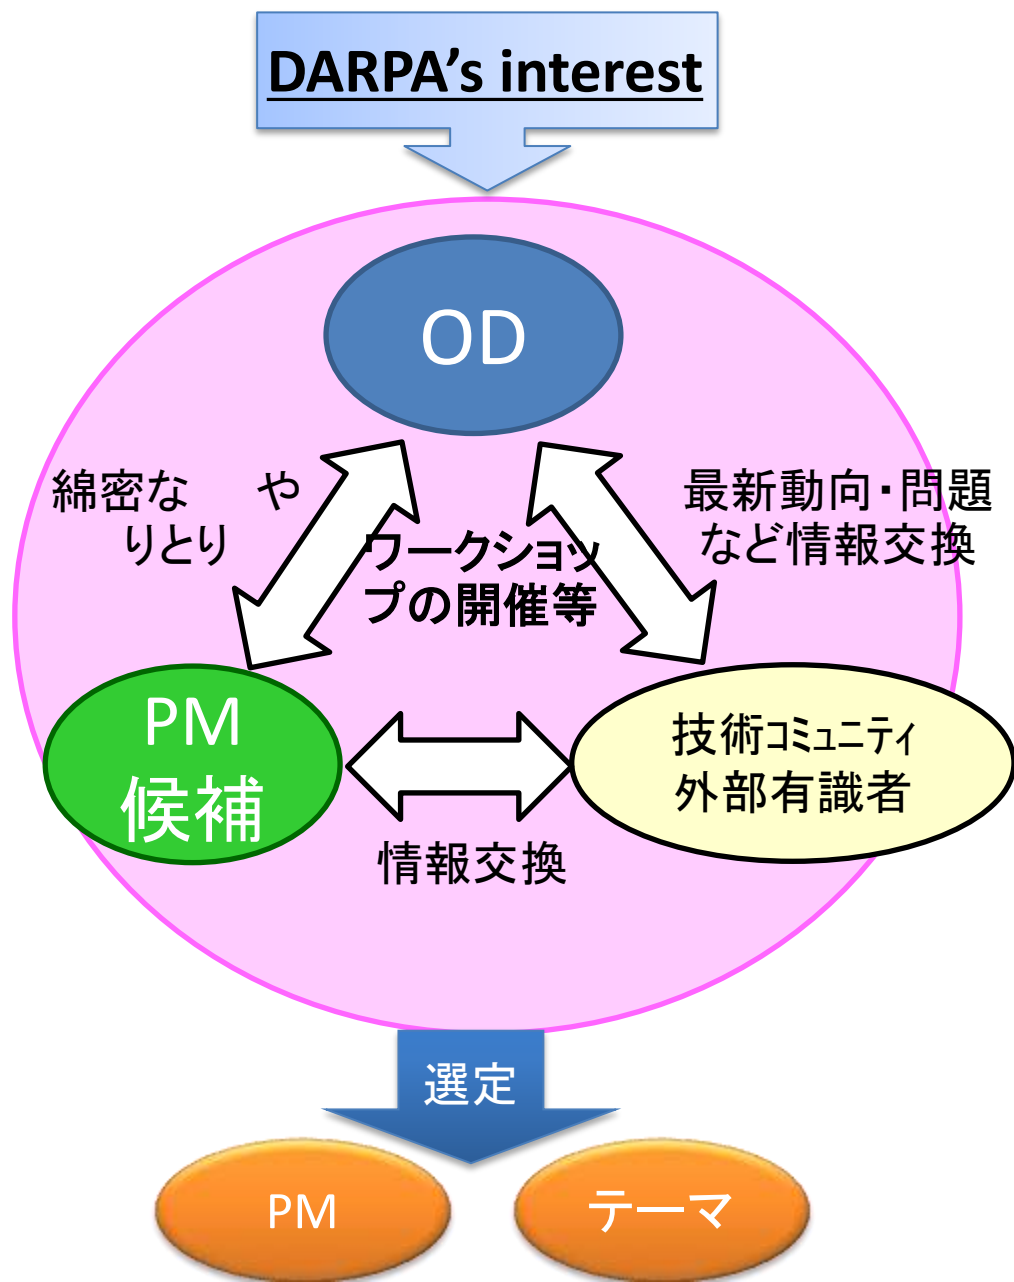 DARPA's interest
OD
綿密な　や
りとり
最新動向・問題
など情報交換
ワークショッ
プの開催等
PM
候補
技術コミュニティ
外部有識者
情報交換
選定
PM
テーマ